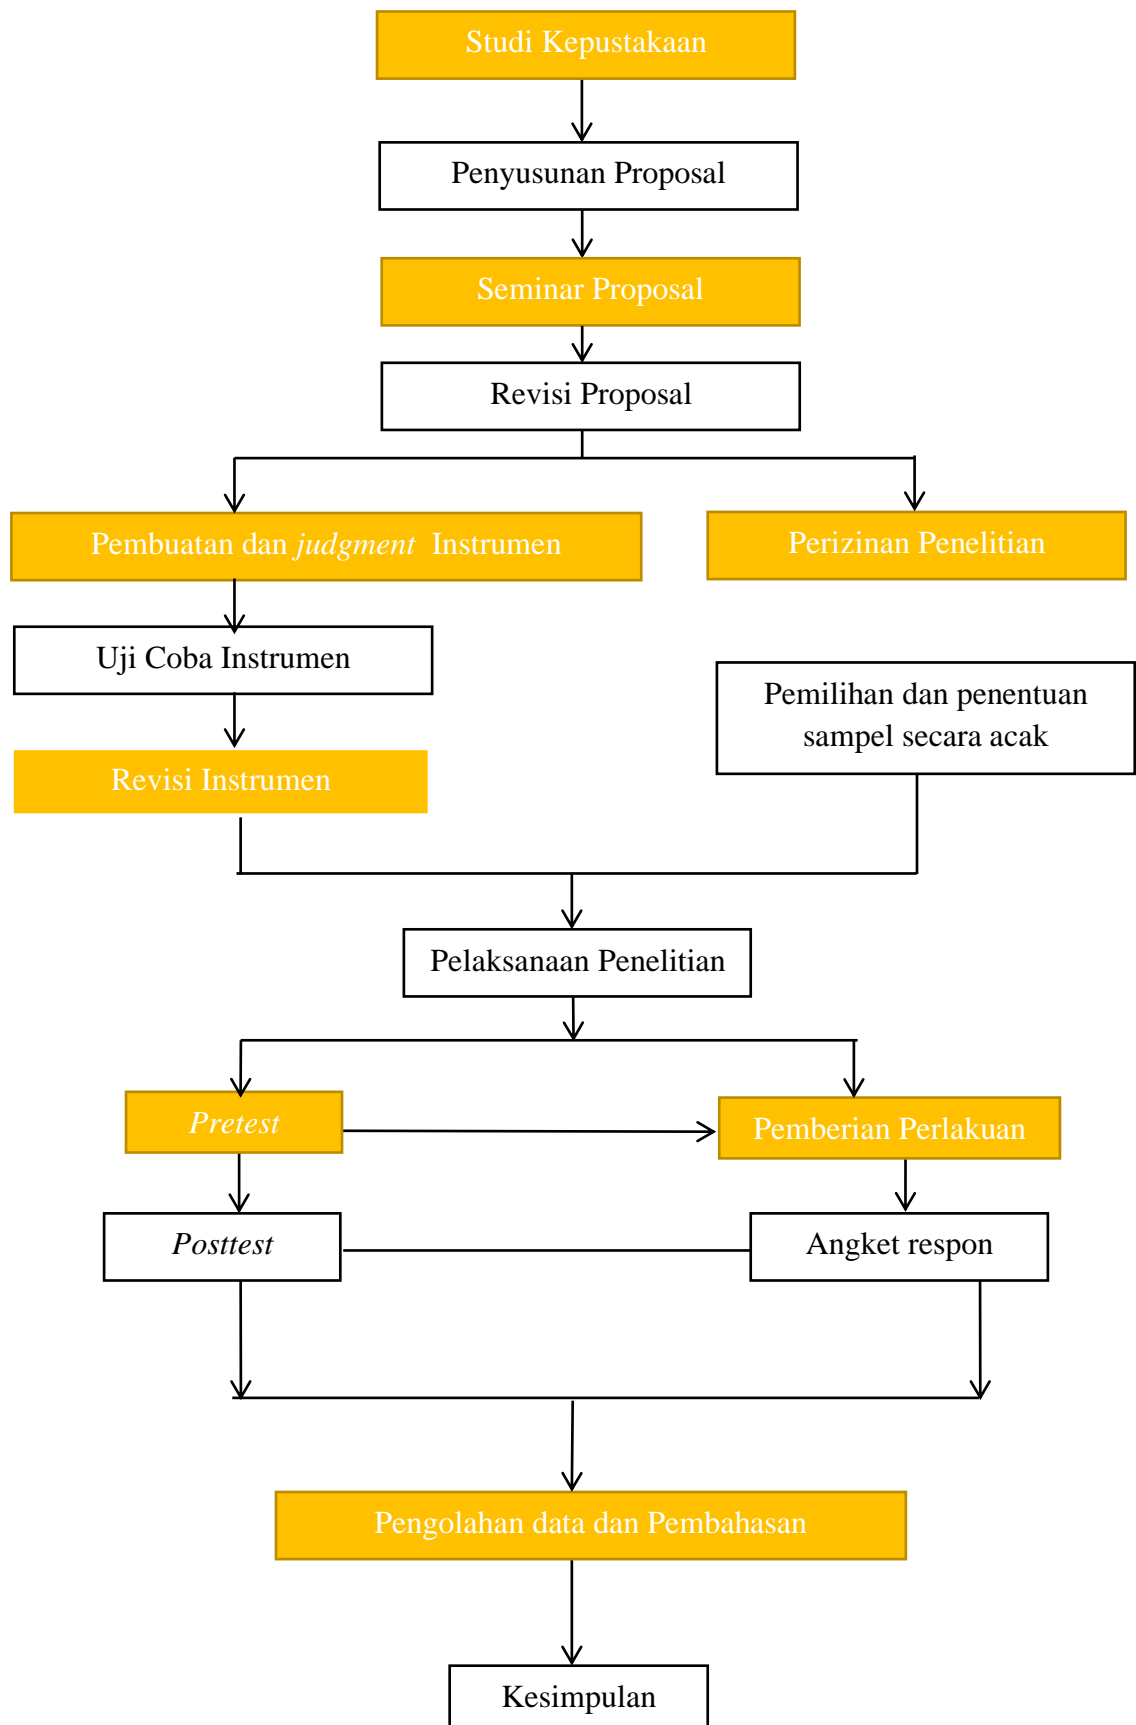 Studi Kepustakaan
Penyusunan Proposal
Seminar Proposal
Revisi Proposal
Pembuatan dan judgment Instrumen
Perizinan Penelitian
Uji Coba Instrumen
Pemilihan dan penentuan
sampel secara acak
Revisi Instrumen
Pelaksanaan Penelitian
Pretest
Pemberian Perlakuan
Posttest
Angket respon
Pengolahan data dan Pembahasan
Kesimpulan